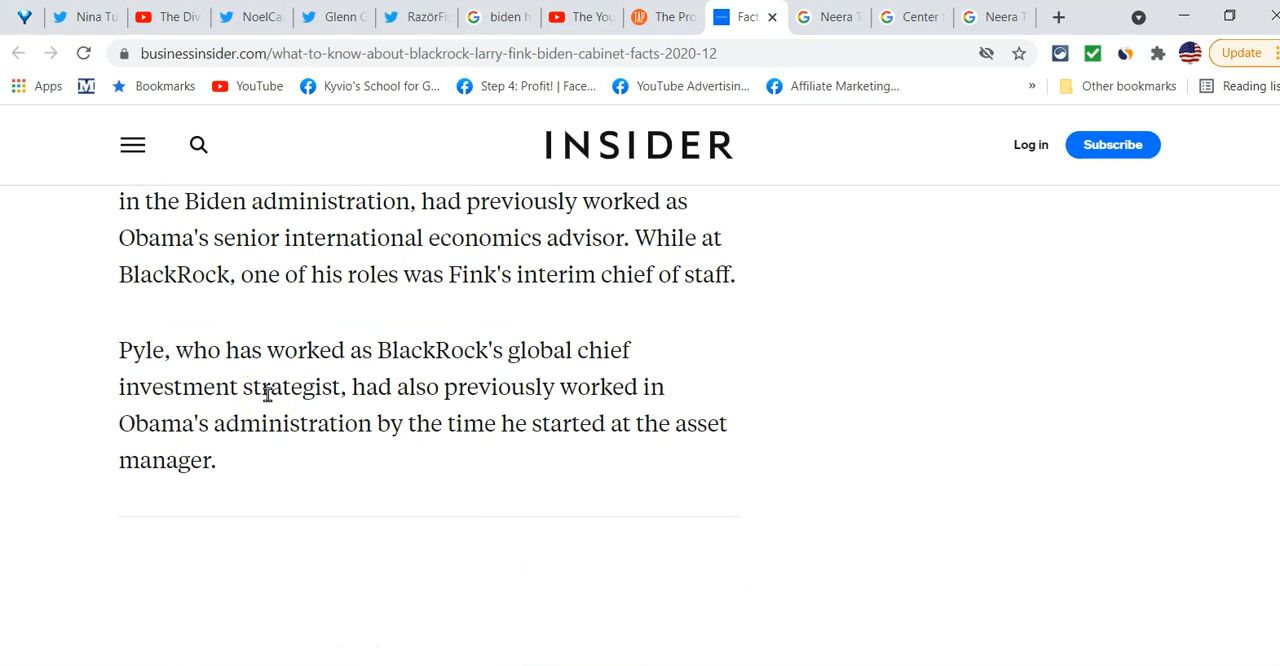 Nina Tu
The Div
NoelCa
Glenn G
RazörFi
biden h
The You
The Pro
Fact
Neera T
Center f
Neera T
businessinsider.com/what-to-know-about-blackrock-larry-fink-biden-cabinet-facts-2020-12
Update
Apps
Bookmarks
YouTube
Kyvio's School for G...
Step 4: Profit! | Face...
YouTube Advertisin...
Affiliate Marketing...
»
Other bookmarks
Reading lis
INSIDER
Log in
Subscribe
in the Biden administration, had previously worked as
Obama's senior international economics advisor. While at
BlackRock, one of his roles was Fink's interim chief of staff.
Pyle, who has worked as BlackRock's global chief
investment strategist, had also previously worked in
Obama's administration by the time he started at the asset
manager.